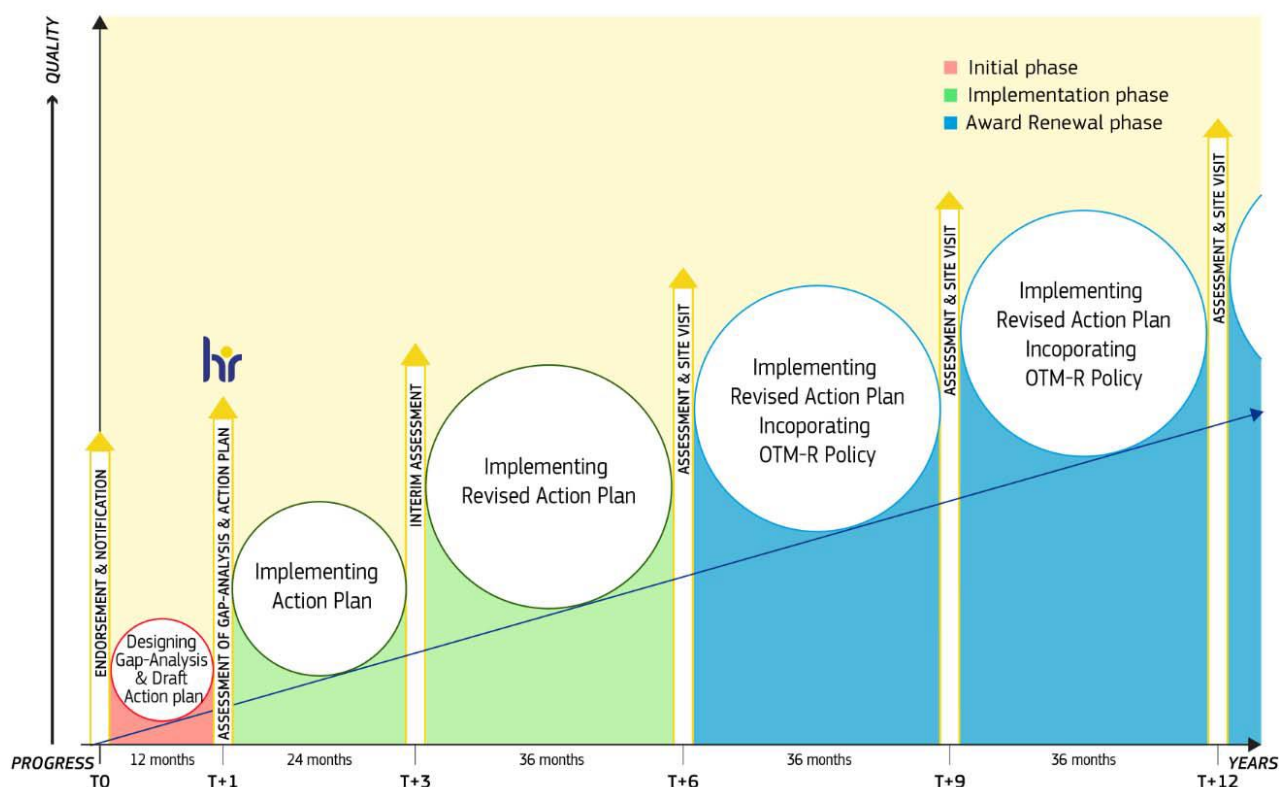 QUALITY
Initial phase
Implementation phase
Award Renewal phase
hr
ENDORSEMENT & NOTIFICATION
Designing
Gap-Analysis
& Draft
Action plan
ASSESSMENT OF GAP-ANALYSIS & ACTION PLAN
Implementing
Action Plan
INTERIM ASSESSMENT
Implementing
Revised Action Plan
ASSESSMENT & SITE VISIT
Implementing
Revised Action Plan
Incoporating
OTM-R Policy
ASSESSMENT & SITE VISIT
Implementing
Revised Action Plan
Incoporating
OTM-R Policy
ASSESSMENT & SITE VISIT
PROGRESS 12 months 24 months 36 months 36 months 36 months YEARS
T0 T+1 T+3 T+6 T+9 T+12